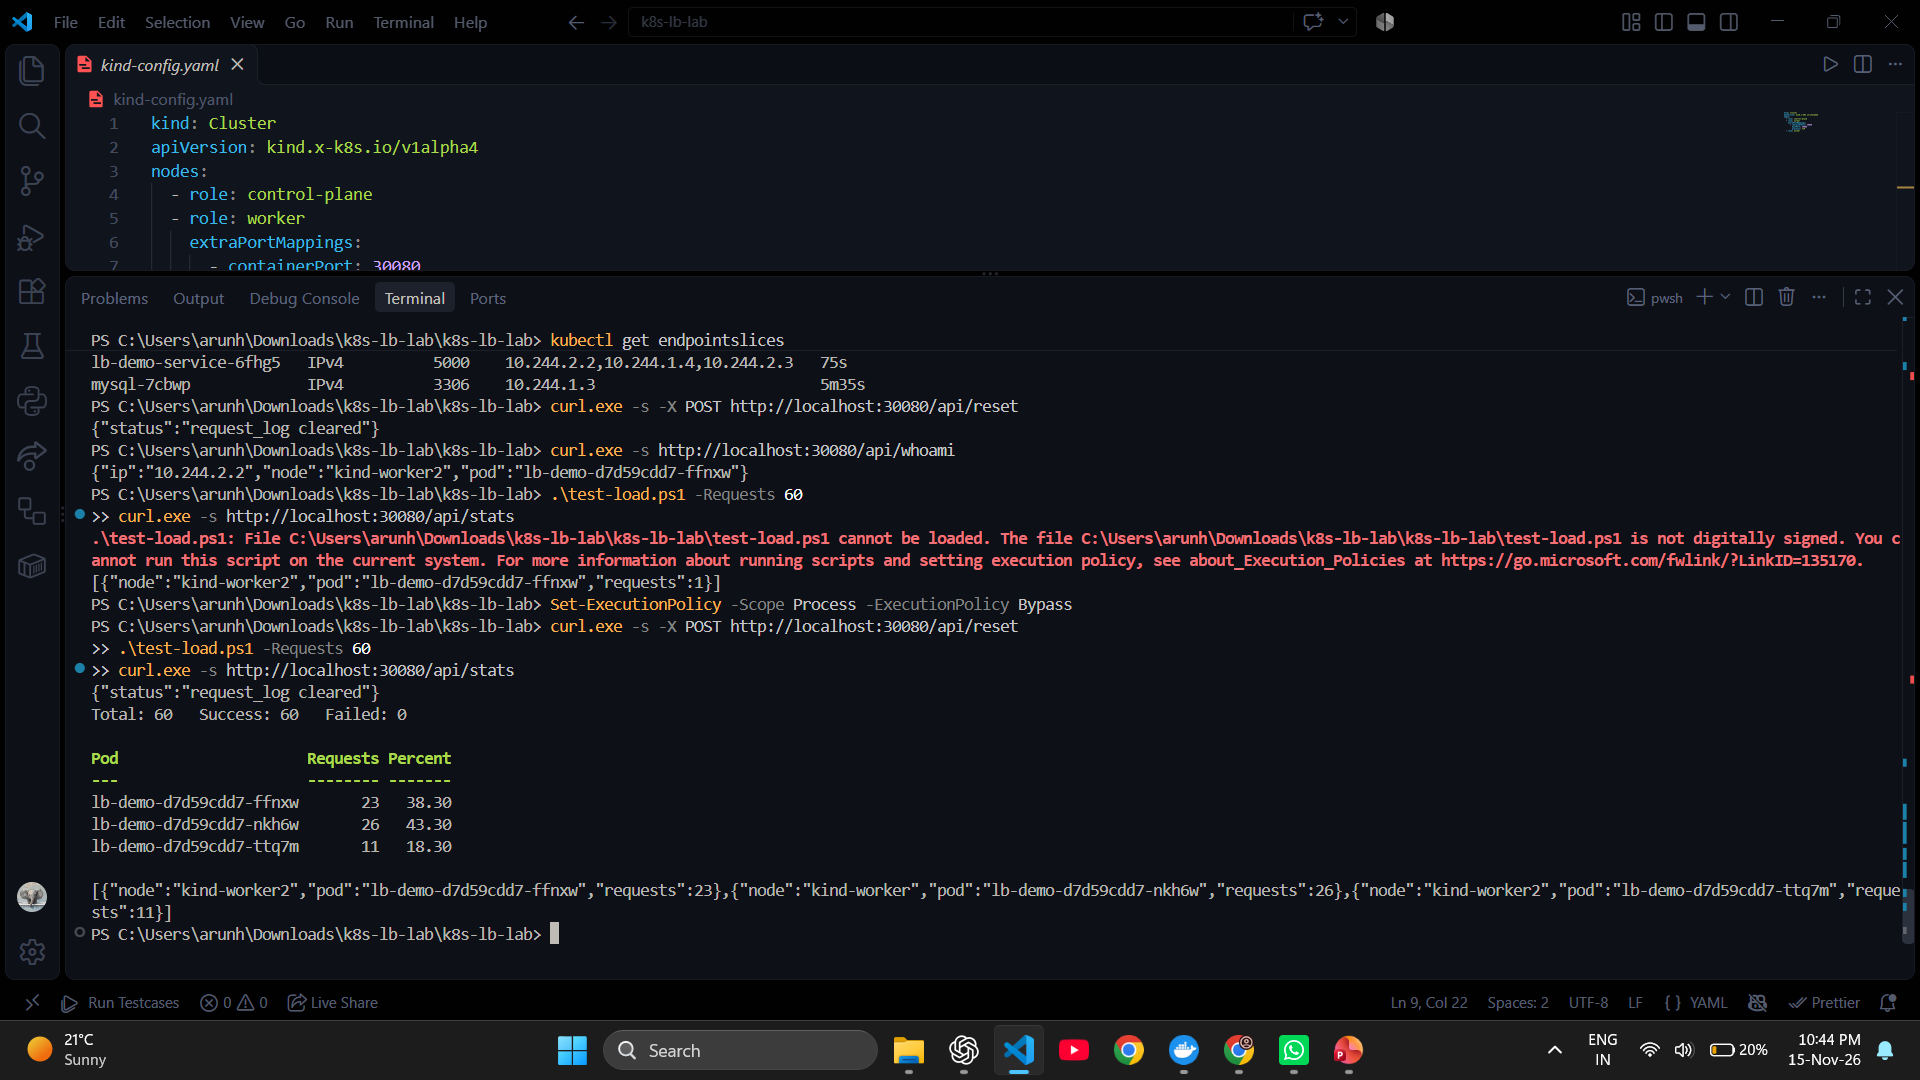 File Edit Selection View Go Run Terminal Help
k8s-lb-lab
kind-config.yaml
kind-config.yaml
1 kind: Cluster
2 apiVersion: kind.x-k8s.io/v1alpha4
3 nodes:
4 - role: control-plane
5 - role: worker
6 extraPortMappings:
7 - containerPort: 30080
Problems Output Debug Console Terminal Ports
pwsh
PS C:\Users\arunh\Downloads\k8s-lb-lab\k8s-lb-lab> kubectl get endpointslices
lb-demo-service-6fhg5 IPv4 5000 10.244.2.2,10.244.1.4,10.244.2.3 75s
mysql-7cbwp IPv4 3306 10.244.1.3 5m35s
PS C:\Users\arunh\Downloads\k8s-lb-lab\k8s-lb-lab> curl.exe -s -X POST http://localhost:30080/api/reset
{"status":"request_log cleared"}
PS C:\Users\arunh\Downloads\k8s-lb-lab\k8s-lb-lab> curl.exe -s http://localhost:30080/api/whoami
{"ip":"10.244.2.2","node":"kind-worker2","pod":"lb-demo-d7d59cdd7-ffnxw"}
PS C:\Users\arunh\Downloads\k8s-lb-lab\k8s-lb-lab> .\test-load.ps1 -Requests 60
>> curl.exe -s http://localhost:30080/api/stats
.\test-load.ps1: File C:\Users\arunh\Downloads\k8s-lb-lab\k8s-lb-lab\test-load.ps1 cannot be loaded. The file C:\Users\arunh\Downloads\k8s-lb-lab\k8s-lb-lab\test-load.ps1 is not digitally signed. You c
annot run this script on the current system. For more information about running scripts and setting execution policy, see about_Execution_Policies at https://go.microsoft.com/fwlink/?LinkID=135170.
[{"node":"kind-worker2","pod":"lb-demo-d7d59cdd7-ffnxw","requests":1}]
PS C:\Users\arunh\Downloads\k8s-lb-lab\k8s-lb-lab> Set-ExecutionPolicy -Scope Process -ExecutionPolicy Bypass
PS C:\Users\arunh\Downloads\k8s-lb-lab\k8s-lb-lab> curl.exe -s -X POST http://localhost:30080/api/reset
>> .\test-load.ps1 -Requests 60
>> curl.exe -s http://localhost:30080/api/stats
{"status":"request_log cleared"}
Total: 60 Success: 60 Failed: 0
Pod Requests Percent
--- -------- -------
lb-demo-d7d59cdd7-ffnxw 23 38.30
lb-demo-d7d59cdd7-nkh6w 26 43.30
lb-demo-d7d59cdd7-ttq7m 11 18.30
[{"node":"kind-worker2","pod":"lb-demo-d7d59cdd7-ffnxw","requests":23},{"node":"kind-worker","pod":"lb-demo-d7d59cdd7-nkh6w","requests":26},{"node":"kind-worker2","pod":"lb-demo-d7d59cdd7-ttq7m","reque
sts":11}]
PS C:\Users\arunh\Downloads\k8s-lb-lab\k8s-lb-lab>
Run Testcases 0 0 Live Share Ln 9, Col 22 Spaces: 2 UTF-8 LF { } YAML Prettier
21°C
Sunny
Search
ENG
IN
20%
10:44 PM
15-Nov-26